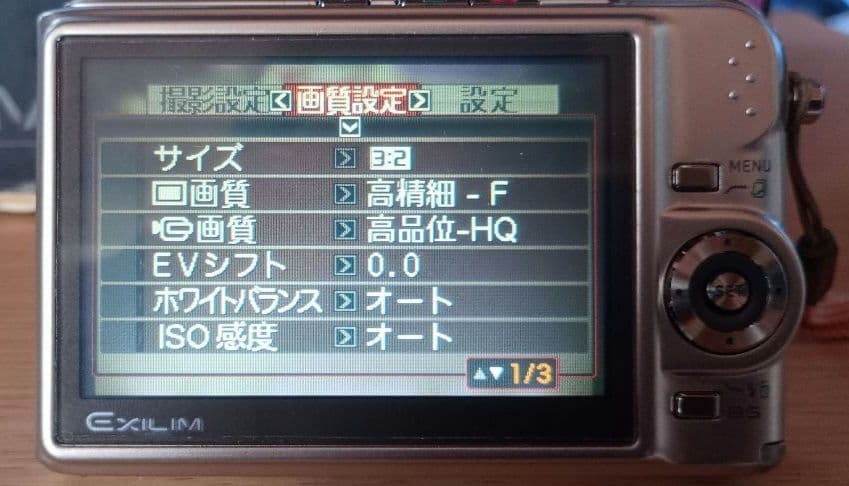 撮影設定 画質設定 設定
サイズ 3:2
画質 高精細 - F
画質 高品位-HQ
EVシフト 0.0
ホワイトバランス オート
ISO感度 オート
▲▼1/3
MENU
SET
BS
EXILIM